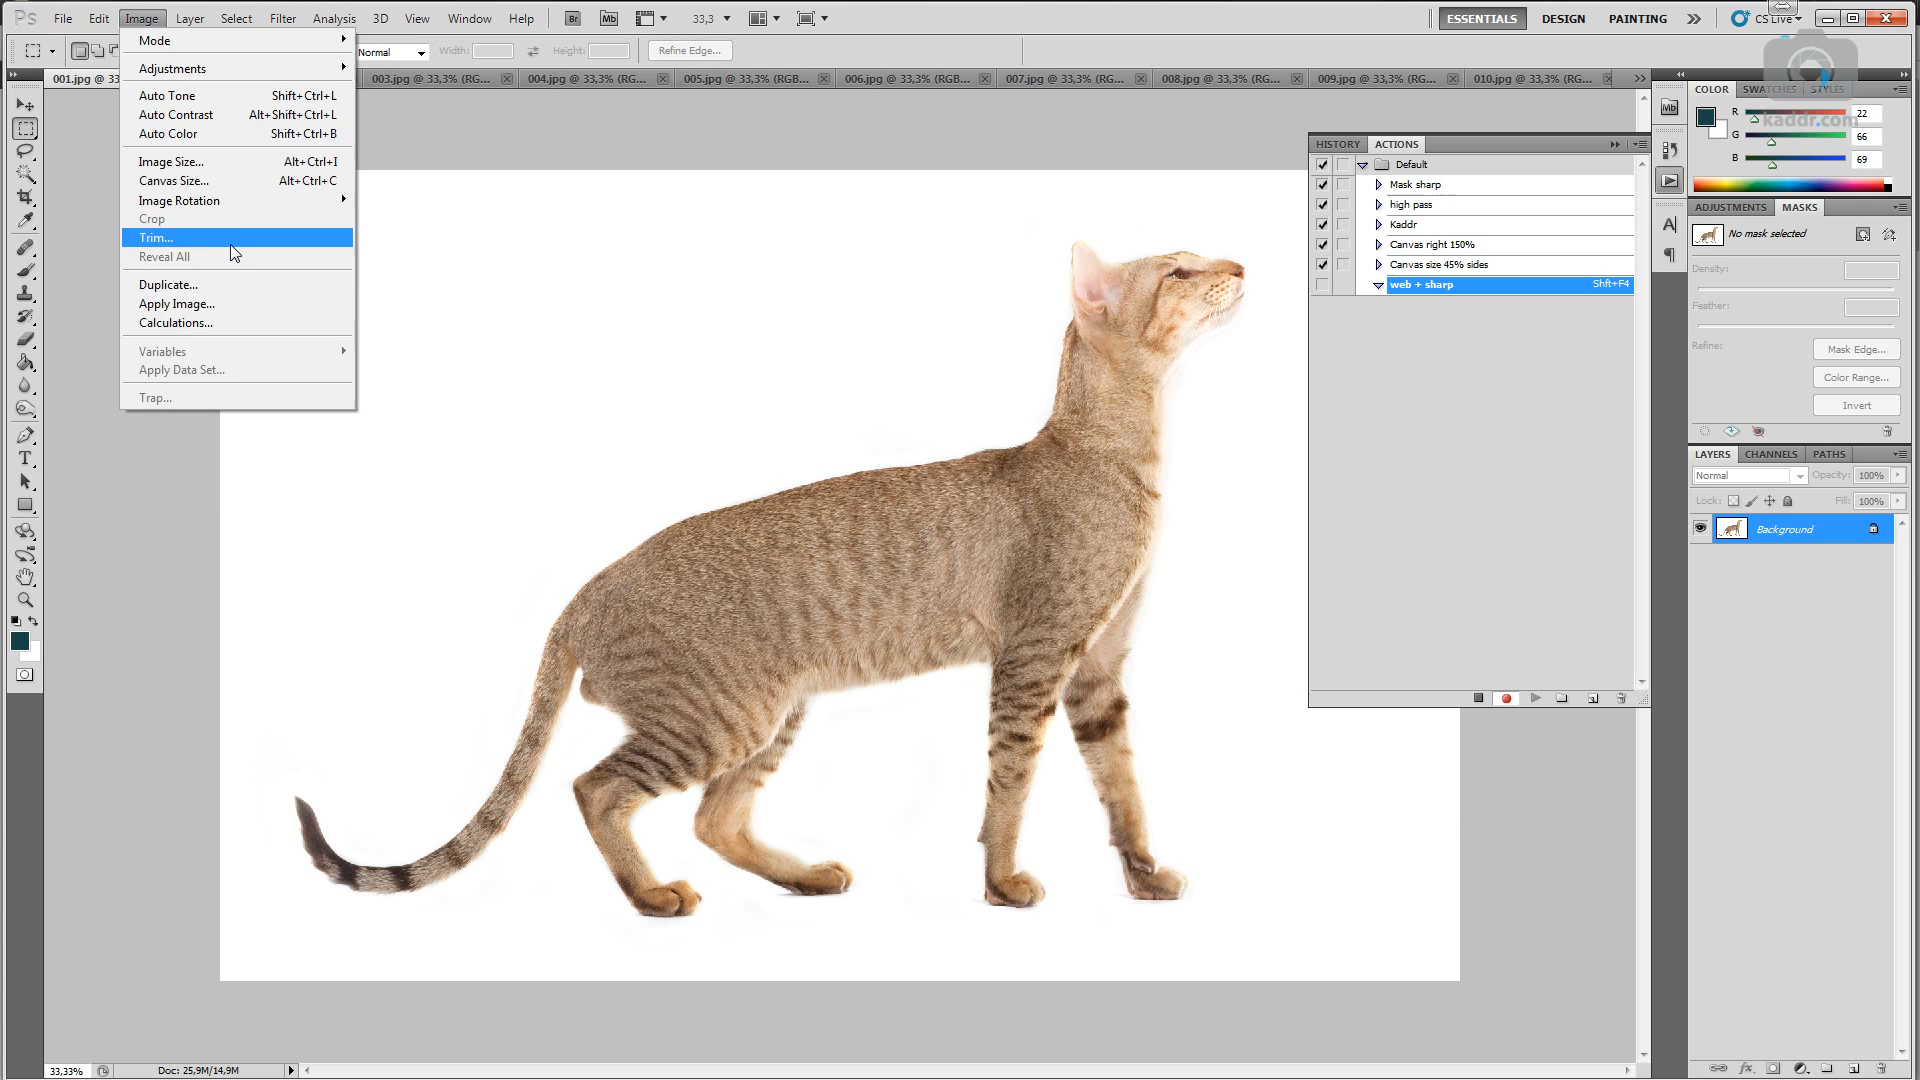 Ps File Edit Image Layer Select Filter Analysis 3D View Window Help Br Mb 33,3 ESSENTIALS DESIGN PAINTING CS Live
Normal Width: Height: Refine Edge...
001.jpg @ 33 003.jpg @ 33,3% (RG... 004.jpg @ 33,3% (RG... 005.jpg @ 33,3% (RGB... 006.jpg @ 33,3% (RG... 007.jpg @ 33,3% (RG... 008.jpg @ 33,3% (RG... 009.jpg @ 33,3% (RG... 010.jpg @ 33,3% (RG...
Mode
Adjustments
Auto Tone Shift+Ctrl+L
Auto Contrast Alt+Shift+Ctrl+L
Auto Color Shift+Ctrl+B
Image Size... Alt+Ctrl+I
Canvas Size... Alt+Ctrl+C
Image Rotation
Crop
Trim...
Reveal All
Duplicate...
Apply Image...
Calculations...
Variables
Apply Data Set...
Trap...
HISTORY ACTIONS
Default
Mask sharp
high pass
Kaddr
Canvas right 150%
Canvas size 45% sides
web + sharp Shft+F4
Mb
COLOR SWATCHES STYLES
R 22
kaddr.com
G 66
B 69
ADJUSTMENTS MASKS
No mask selected
Density:
Feather:
Refine: Mask Edge...
Color Range...
Invert
LAYERS CHANNELS PATHS
Normal Opacity: 100%
Lock: Fill: 100%
Background
33,33% Doc: 25,9M/14,9M